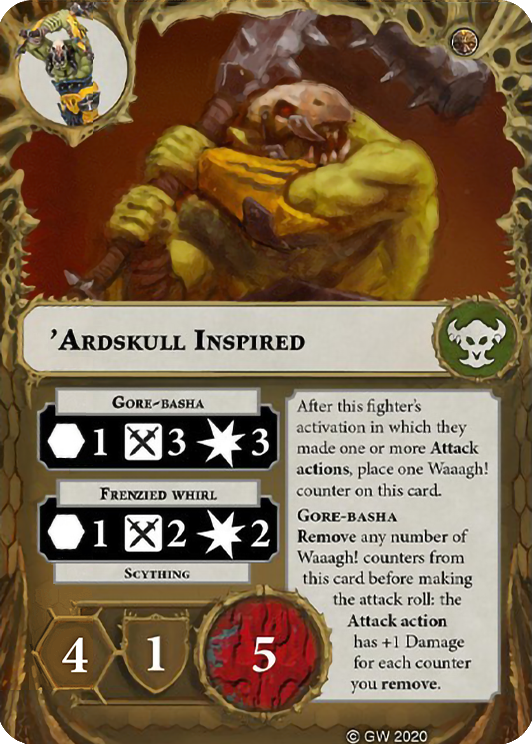 ’Ardskull Inspired
Gore-basha
1 3 3
Frenzied whirl
1 2 2
Scything
After this fighter’s
activation in which they
made one or more Attack
actions, place one Waaagh!
counter on this card.
Gore-basha
Remove any number of
Waaagh! counters from
this card before making
the attack roll: the
Attack action
has +1 Damage
for each counter
you remove.
4 1 5
© GW 2020